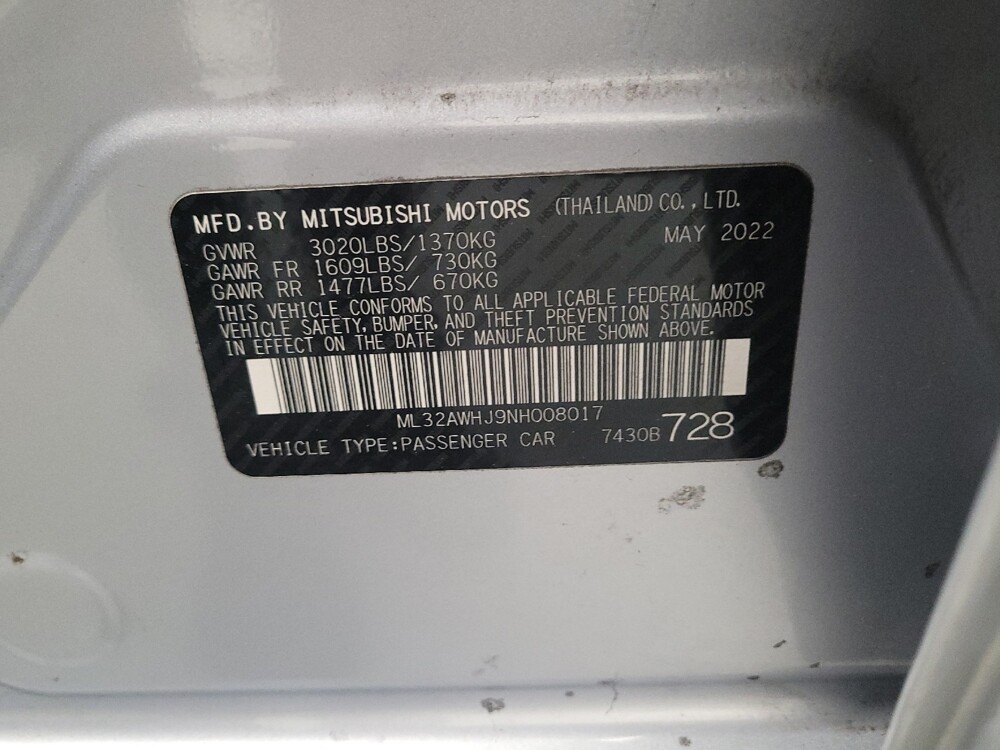 MFD.BY MITSUBISHI MOTORS (THAILAND) CO., LTD.
GVWR 3020LBS/1370KG MAY 2022
GAWR FR 1609LBS/ 730KG
GAWR RR 1477LBS/ 670KG
THIS VEHICLE CONFORMS TO ALL APPLICABLE FEDERAL MOTOR
VEHICLE SAFETY, BUMPER, AND THEFT PREVENTION STANDARDS
IN EFFECT ON THE DATE OF MANUFACTURE SHOWN ABOVE.
ML32AWHJ9NH008017
VEHICLE TYPE:PASSENGER CAR 7430B 728